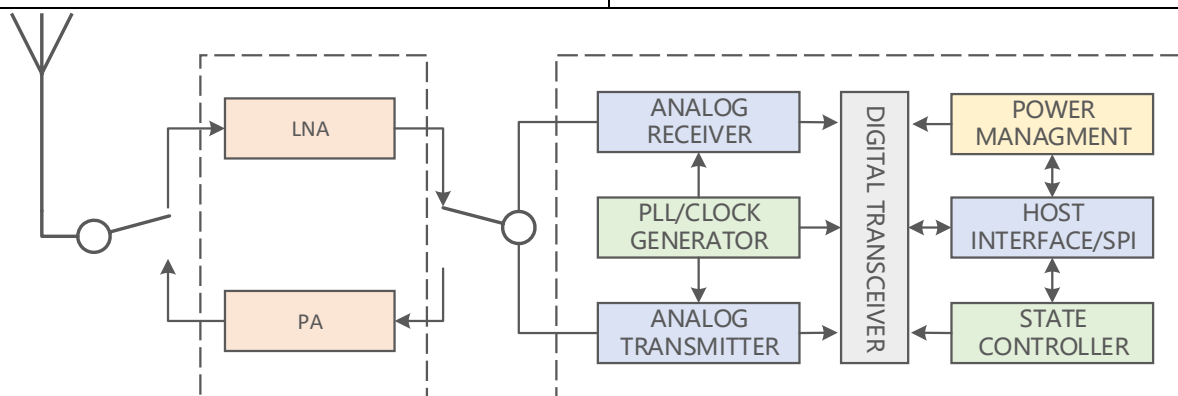 LNA
PA
ANALOG
RECEIVER
PLL/CLOCK
GENERATOR
ANALOG
TRANSMITTER
DIGITAL TRANSCEIVER
POWER
MANAGMENT
HOST
INTERFACE/SPI
STATE
CONTROLLER